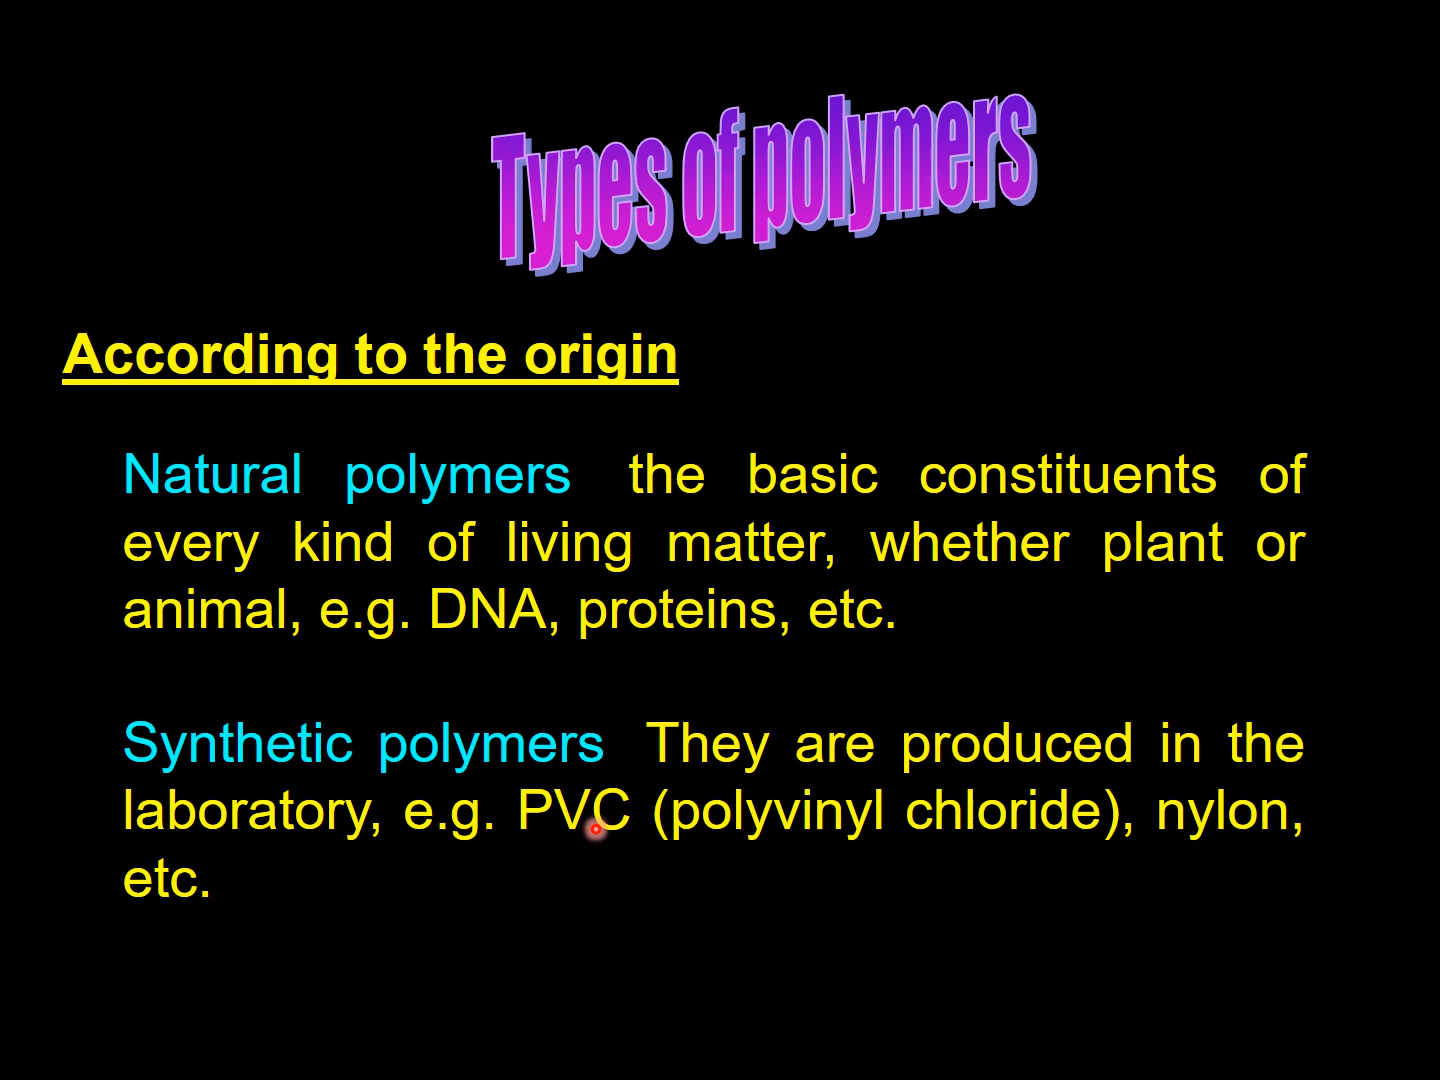 Types of polymers
According to the origin
Natural polymers the basic constituents of
every kind of living matter, whether plant or
animal, e.g. DNA, proteins, etc.
Synthetic polymers They are produced in the
laboratory, e.g. PVC (polyvinyl chloride), nylon,
etc.